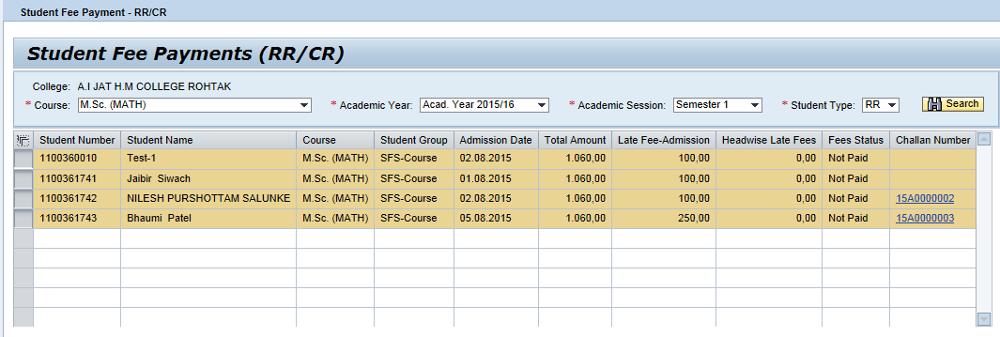 Student Fee Payment - RR/CR
Student Fee Payments (RR/CR)
College: A.I JAT H.M COLLEGE ROHTAK
* Course: M.Sc. (MATH) * Academic Year: Acad. Year 2015/16 * Academic Session: Semester 1 * Student Type: RR Search
Student Number Student Name Course Student Group Admission Date Total Amount Late Fee-Admission Headwise Late Fees Fees Status Challan Number
1100360010 Test-1 M.Sc. (MATH) SFS-Course 02.08.2015 1.060,00 100,00 0,00 Not Paid
1100361741 Jaibir Siwach M.Sc. (MATH) SFS-Course 01.08.2015 1.060,00 100,00 0,00 Not Paid
1100361742 NILESH PURSHOTTAM SALUNKE M.Sc. (MATH) SFS-Course 02.08.2015 1.060,00 100,00 0,00 Not Paid 15A0000002
1100361743 Bhaumi Patel M.Sc. (MATH) SFS-Course 05.08.2015 1.060,00 250,00 0,00 Not Paid 15A0000003